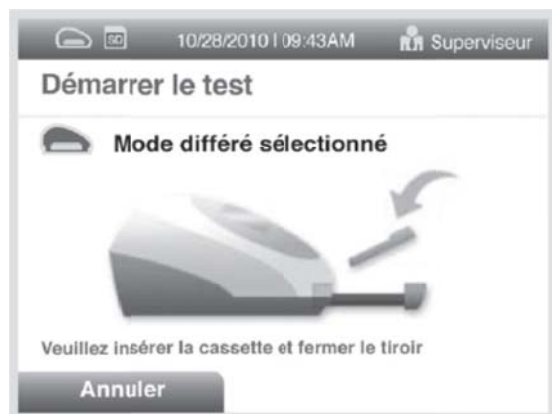 SD 10/28/2010 | 09:43AM Superviseur
Démarrer le test
Mode différé sélectionné
Veuillez insérer la cassette et fermer le tiroir
Annuler